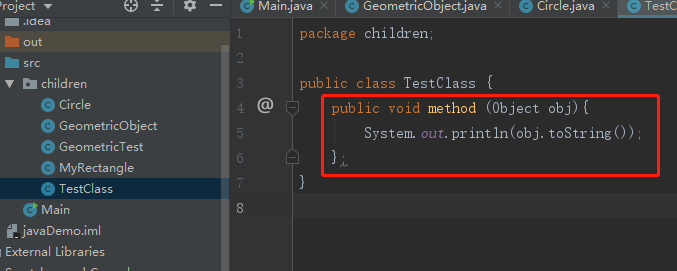 Project
Main.java
GeometricObject.java
Circle.java
TestC
.idea
out
src
children
Circle
GeometricObject
GeometricTest
MyRectangle
TestClass
Main
javaDemo.iml
External Libraries
1 package children;
2
3 public class TestClass {
4 @ public void method (Object obj){
5 System.out.println(obj.toString());
6 };
7 }
8